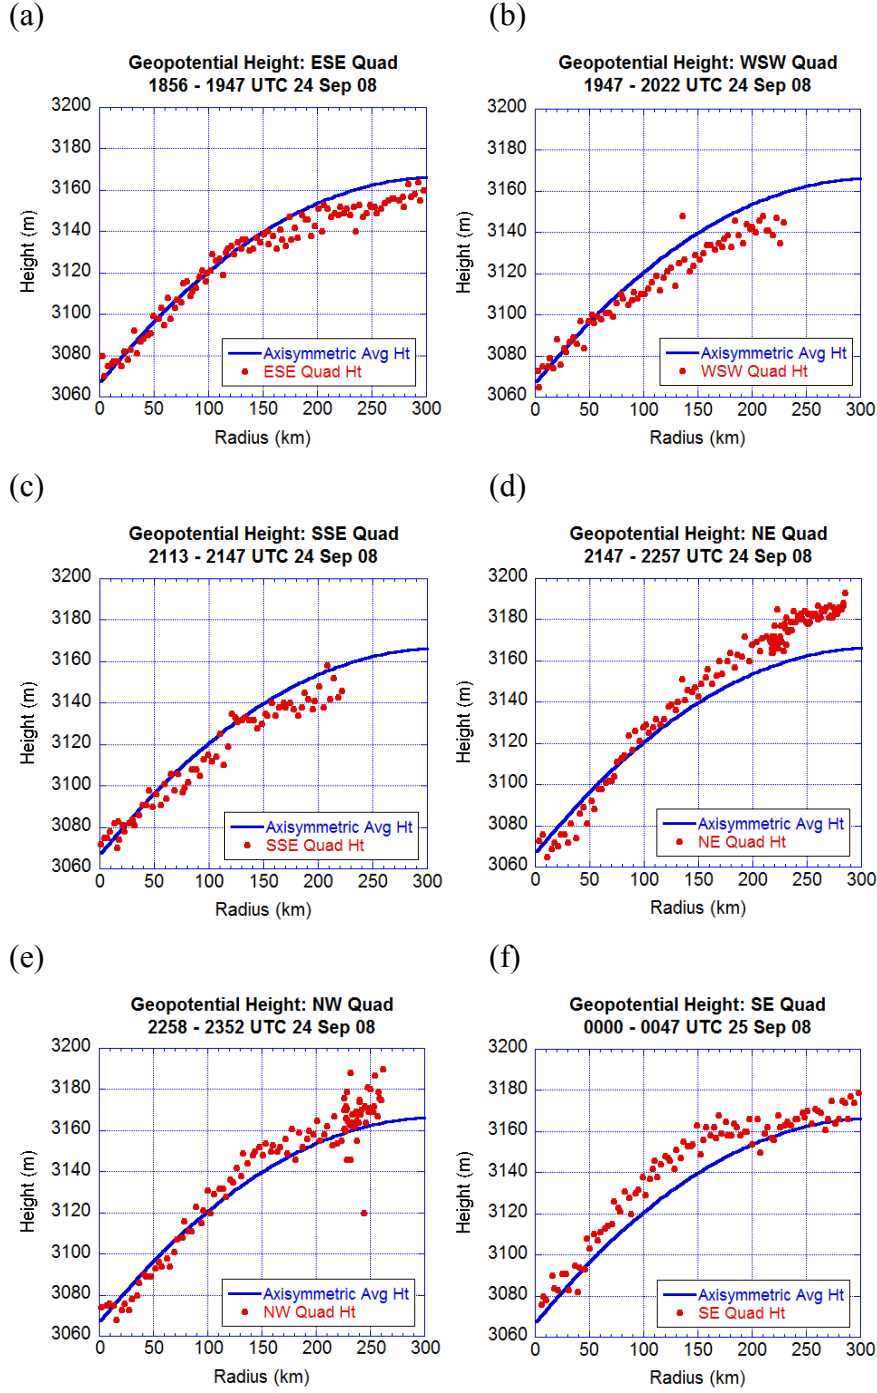 (a)
Geopotential Height: ESE Quad
1856 - 1947 UTC 24 Sep 08
3200
3180
3160
3140
3120
3100
3080
3060
Height (m)
Axisymmetric Avg Ht
ESE Quad Ht
0 50 100 150 200 250 300
Radius (km)
(b)
Geopotential Height: WSW Quad
1947 - 2022 UTC 24 Sep 08
3200
3180
3160
3140
3120
3100
3080
3060
Height (m)
Axisymmetric Avg Ht
WSW Quad Ht
0 50 100 150 200 250 300
Radius (km)
(c)
Geopotential Height: SSE Quad
2113 - 2147 UTC 24 Sep 08
3200
3180
3160
3140
3120
3100
3080
3060
Height (m)
Axisymmetric Avg Ht
SSE Quad Ht
0 50 100 150 200 250 300
Radius (km)
(d)
Geopotential Height: NE Quad
2147 - 2257 UTC 24 Sep 08
3200
3180
3160
3140
3120
3100
3080
3060
Height (m)
Axisymmetric Avg Ht
NE Quad Ht
0 50 100 150 200 250 300
Radius (km)
(e)
Geopotential Height: NW Quad
2258 - 2352 UTC 24 Sep 08
3200
3180
3160
3140
3120
3100
3080
3060
Height (m)
Axisymmetric Avg Ht
NW Quad Ht
0 50 100 150 200 250 300
Radius (km)
(f)
Geopotential Height: SE Quad
0000 - 0047 UTC 25 Sep 08
3200
3180
3160
3140
3120
3100
3080
3060
Height (m)
Axisymmetric Avg Ht
SE Quad Ht
0 50 100 150 200 250 300
Radius (km)